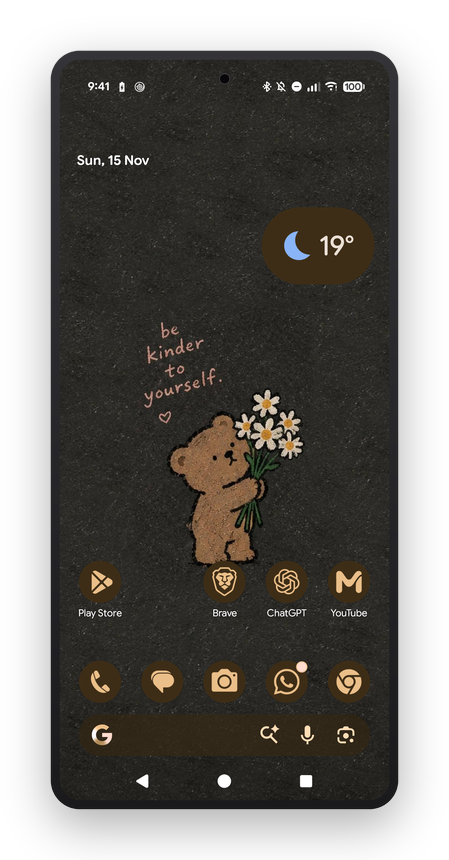 9:41
100
Sun, 15 Nov
19°
be
kinder
to
yourself.
Play Store
Brave
ChatGPT
YouTube